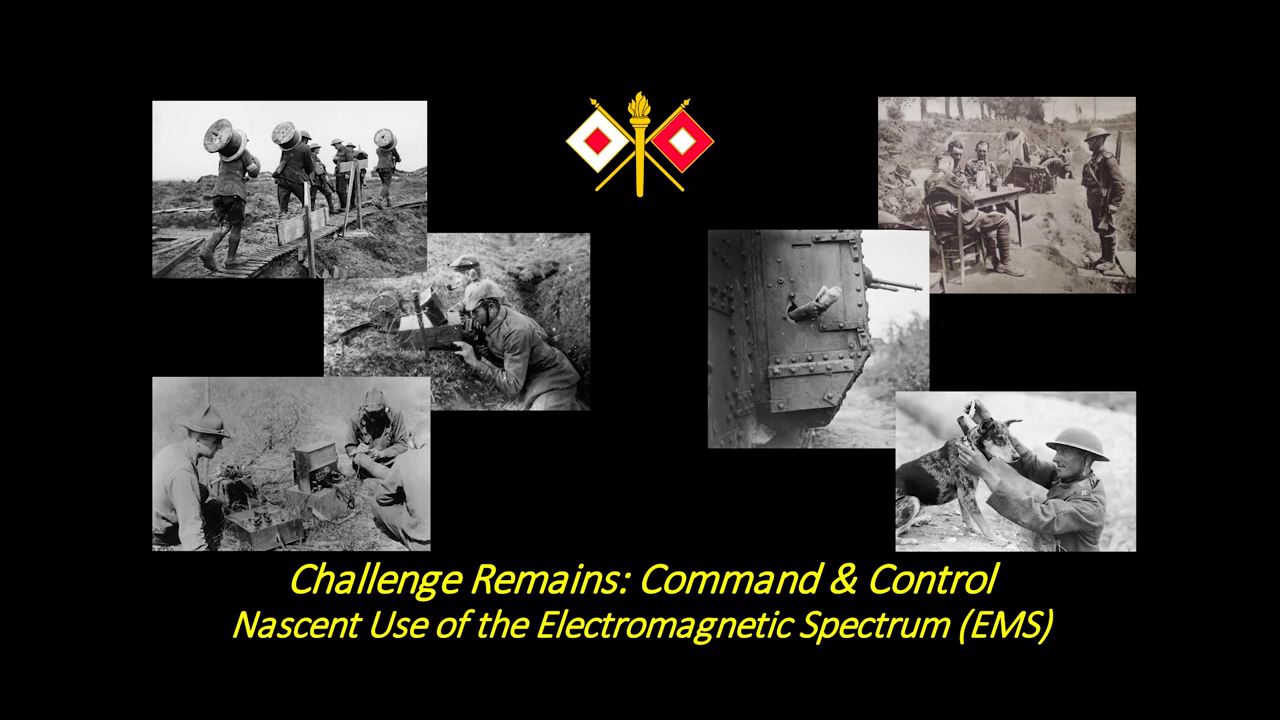 Challenge Remains: Command & Control
Nascent Use of the Electromagnetic Spectrum (EMS)